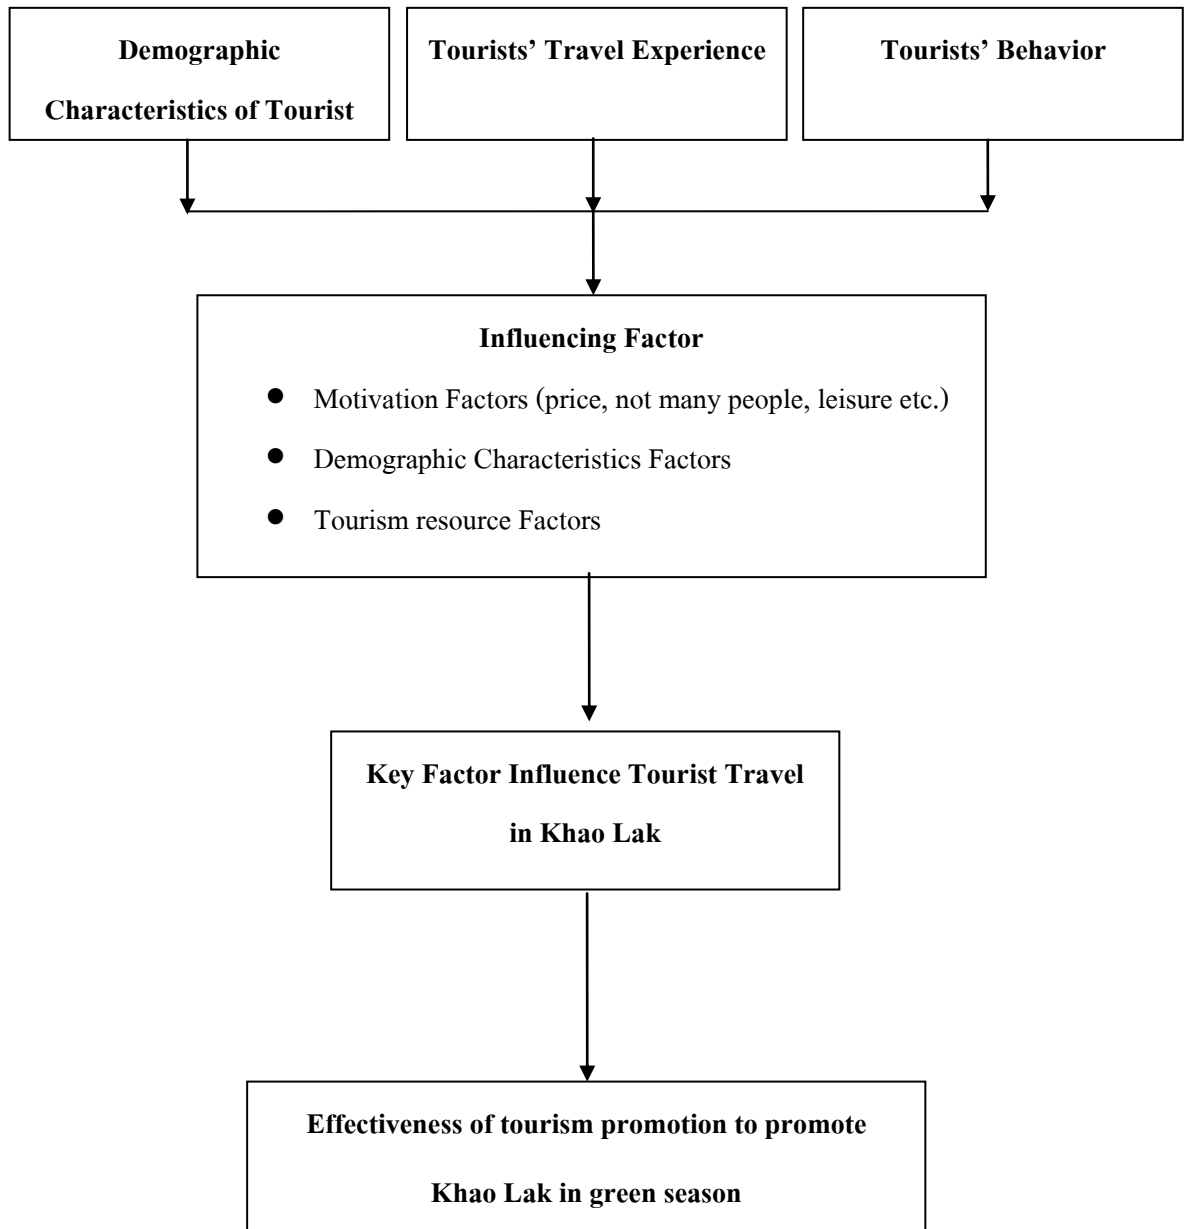 Demographic
Characteristics of Tourist
Tourists’ Travel Experience
Tourists’ Behavior
Influencing Factor
● Motivation Factors (price, not many people, leisure etc.)
● Demographic Characteristics Factors
● Tourism resource Factors
Key Factor Influence Tourist Travel
in Khao Lak
Effectiveness of tourism promotion to promote
Khao Lak in green season